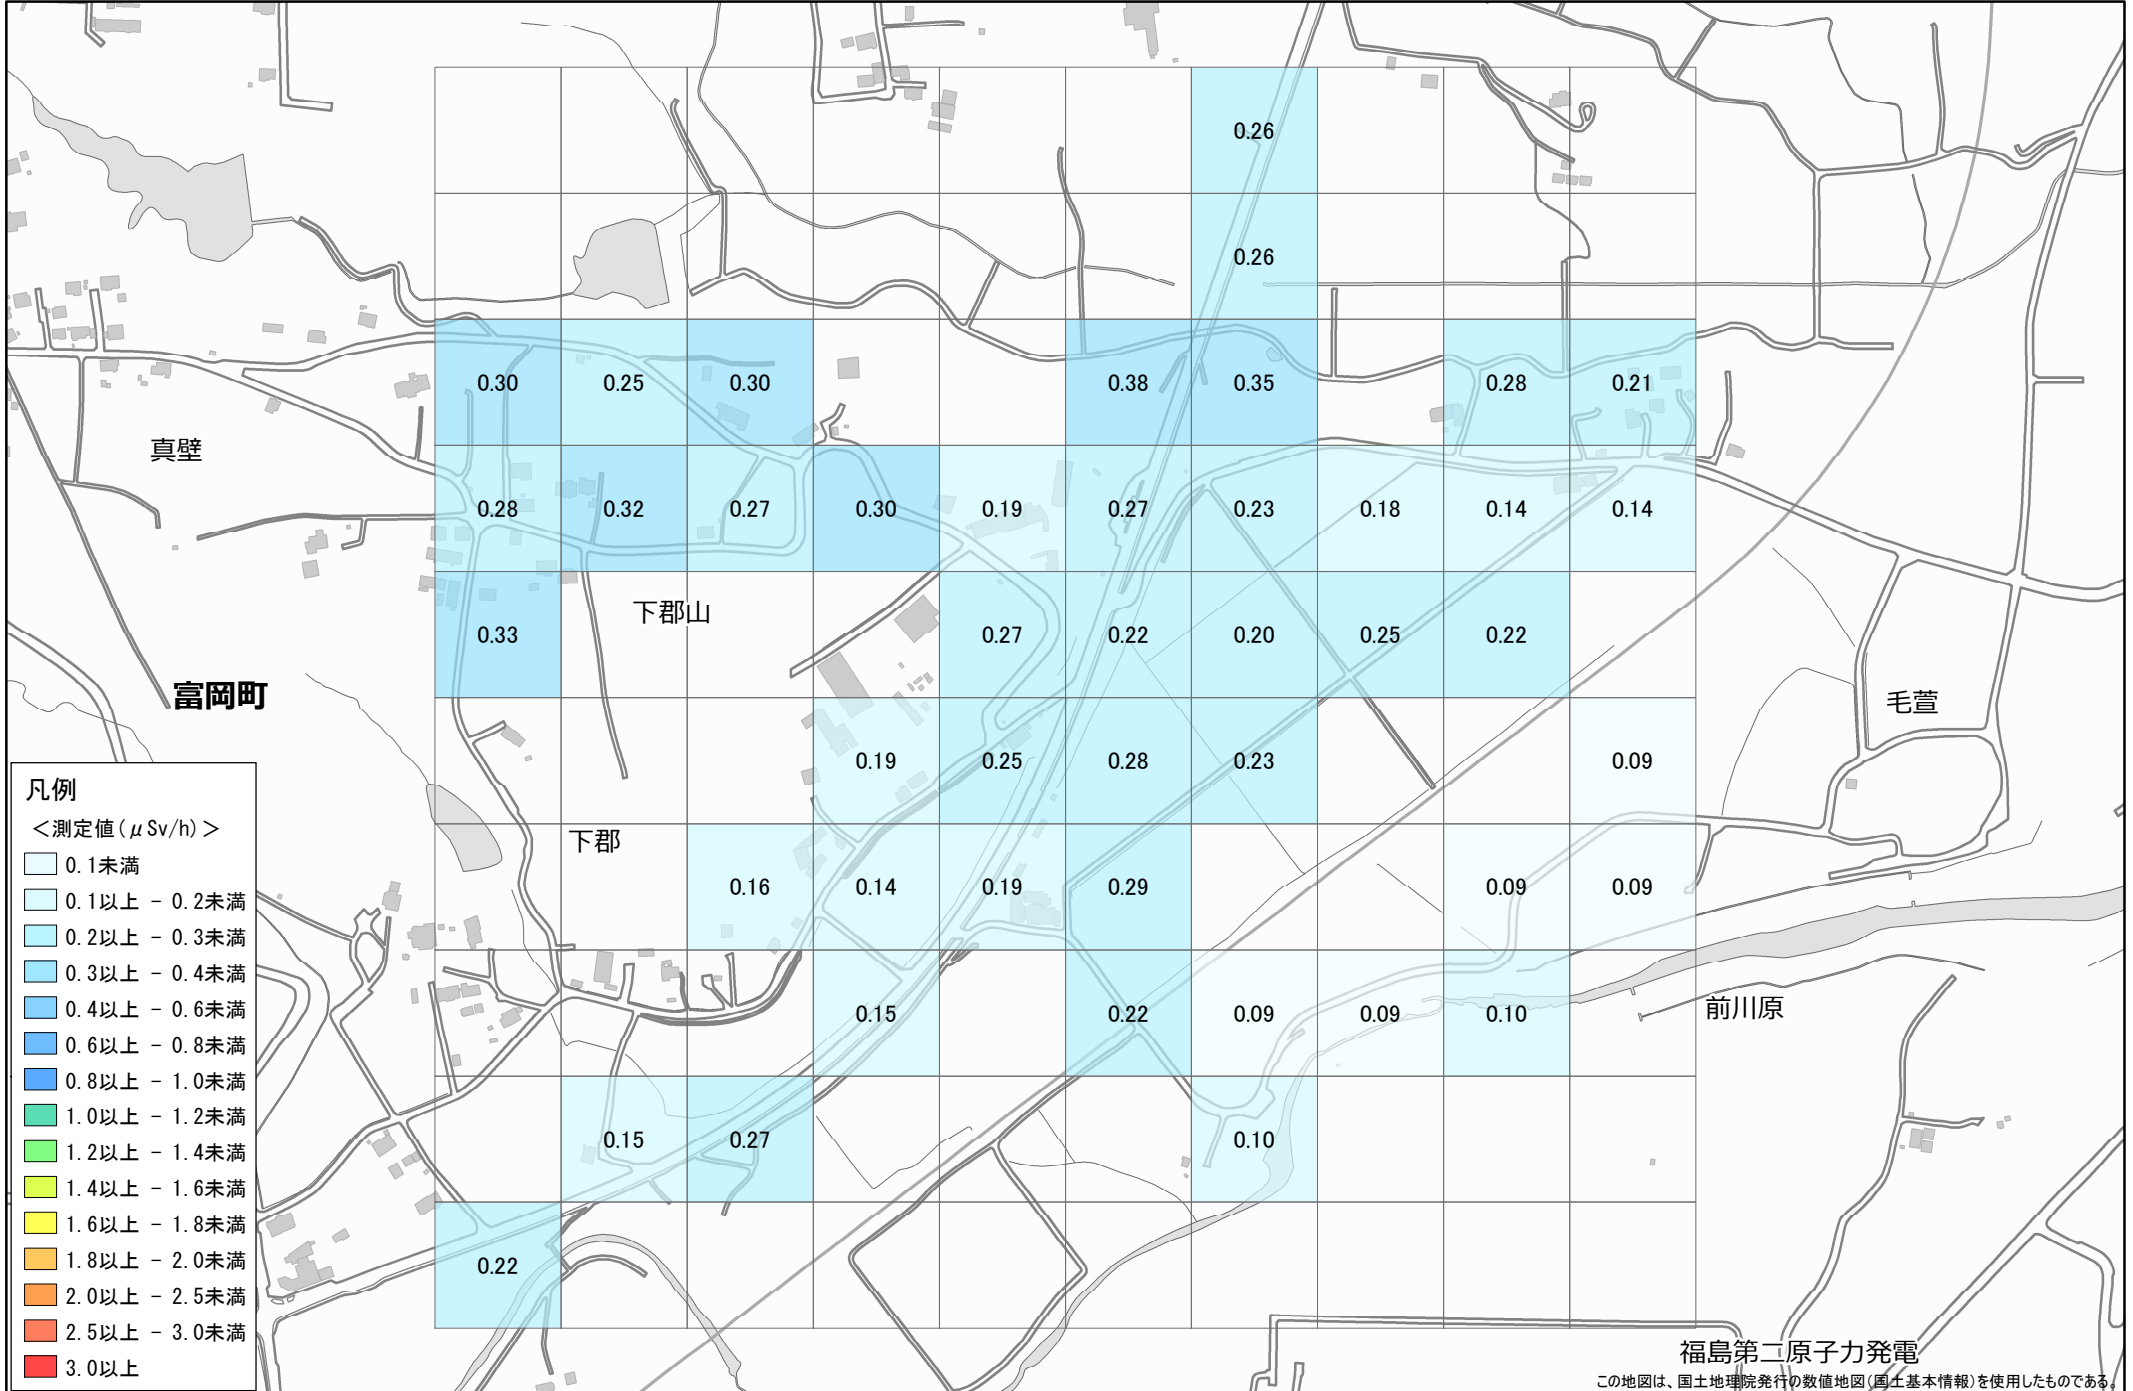 0.26
0.26
0.30 0.25 0.30 0.38 0.35 0.28 0.21
真壁
0.28 0.32 0.27 0.30 0.19 0.27 0.23 0.18 0.14 0.14
下郡山
0.33 0.27 0.22 0.20 0.25 0.22
富岡町
毛萱
0.19 0.25 0.28 0.23 0.09
下郡
0.16 0.14 0.19 0.29 0.09 0.09
前川原
0.15 0.22 0.09 0.09 0.10
0.15 0.27 0.10
0.22
凡例
<測定値(μSv/h)>
0.1未満
0.1以上 - 0.2未満
0.2以上 - 0.3未満
0.3以上 - 0.4未満
0.4以上 - 0.6未満
0.6以上 - 0.8未満
0.8以上 - 1.0未満
1.0以上 - 1.2未満
1.2以上 - 1.4未満
1.4以上 - 1.6未満
1.6以上 - 1.8未満
1.8以上 - 2.0未満
2.0以上 - 2.5未満
2.5以上 - 3.0未満
3.0以上
福島第二原子力発電
この地図は、国土地理院発行の数値地図(国土基本情報)を使用したものである。